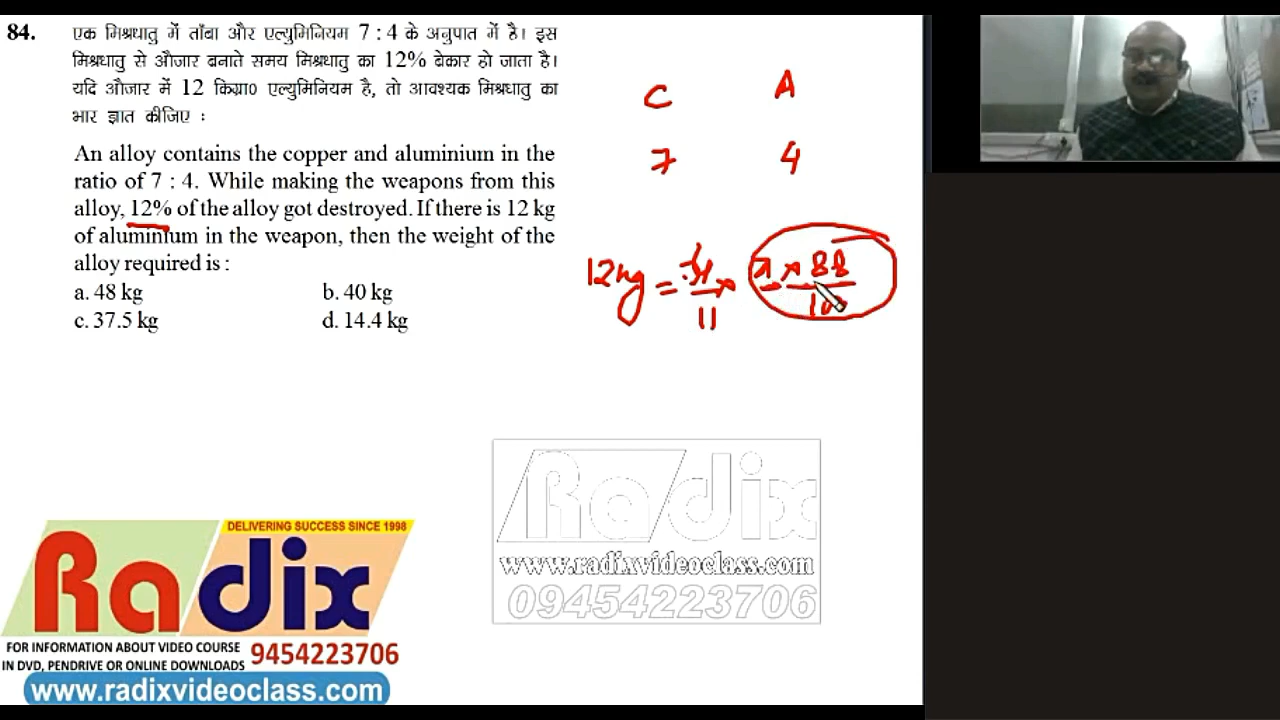 84. एक मिश्रधातु में ताँबा और एल्युमिनियम 7 : 4 के अनुपात में है। इस
मिश्रधातु से औजार बनाते समय मिश्रधातु का 12% बेकार हो जाता है।
यदि औजार में 12 किग्रा० एल्युमिनियम है, तो आवश्यक मिश्रधातु का
भार ज्ञात कीजिए :
An alloy contains the copper and aluminium in the
ratio of 7 : 4. While making the weapons from this
alloy, 12% of the alloy got destroyed. If there is 12 kg
of aluminium in the weapon, then the weight of the
alloy required is :
a. 48 kg b. 40 kg
c. 37.5 kg d. 14.4 kg
C A
7 4
12 kg = 4/11 × x × 88/100
Radix
www.radixvideoclass.com
09454223706
DELIVERING SUCCESS SINCE 1998
Radix
FOR INFORMATION ABOUT VIDEO COURSE
IN DVD, PENDRIVE OR ONLINE DOWNLOADS 9454223706
www.radixvideoclass.com